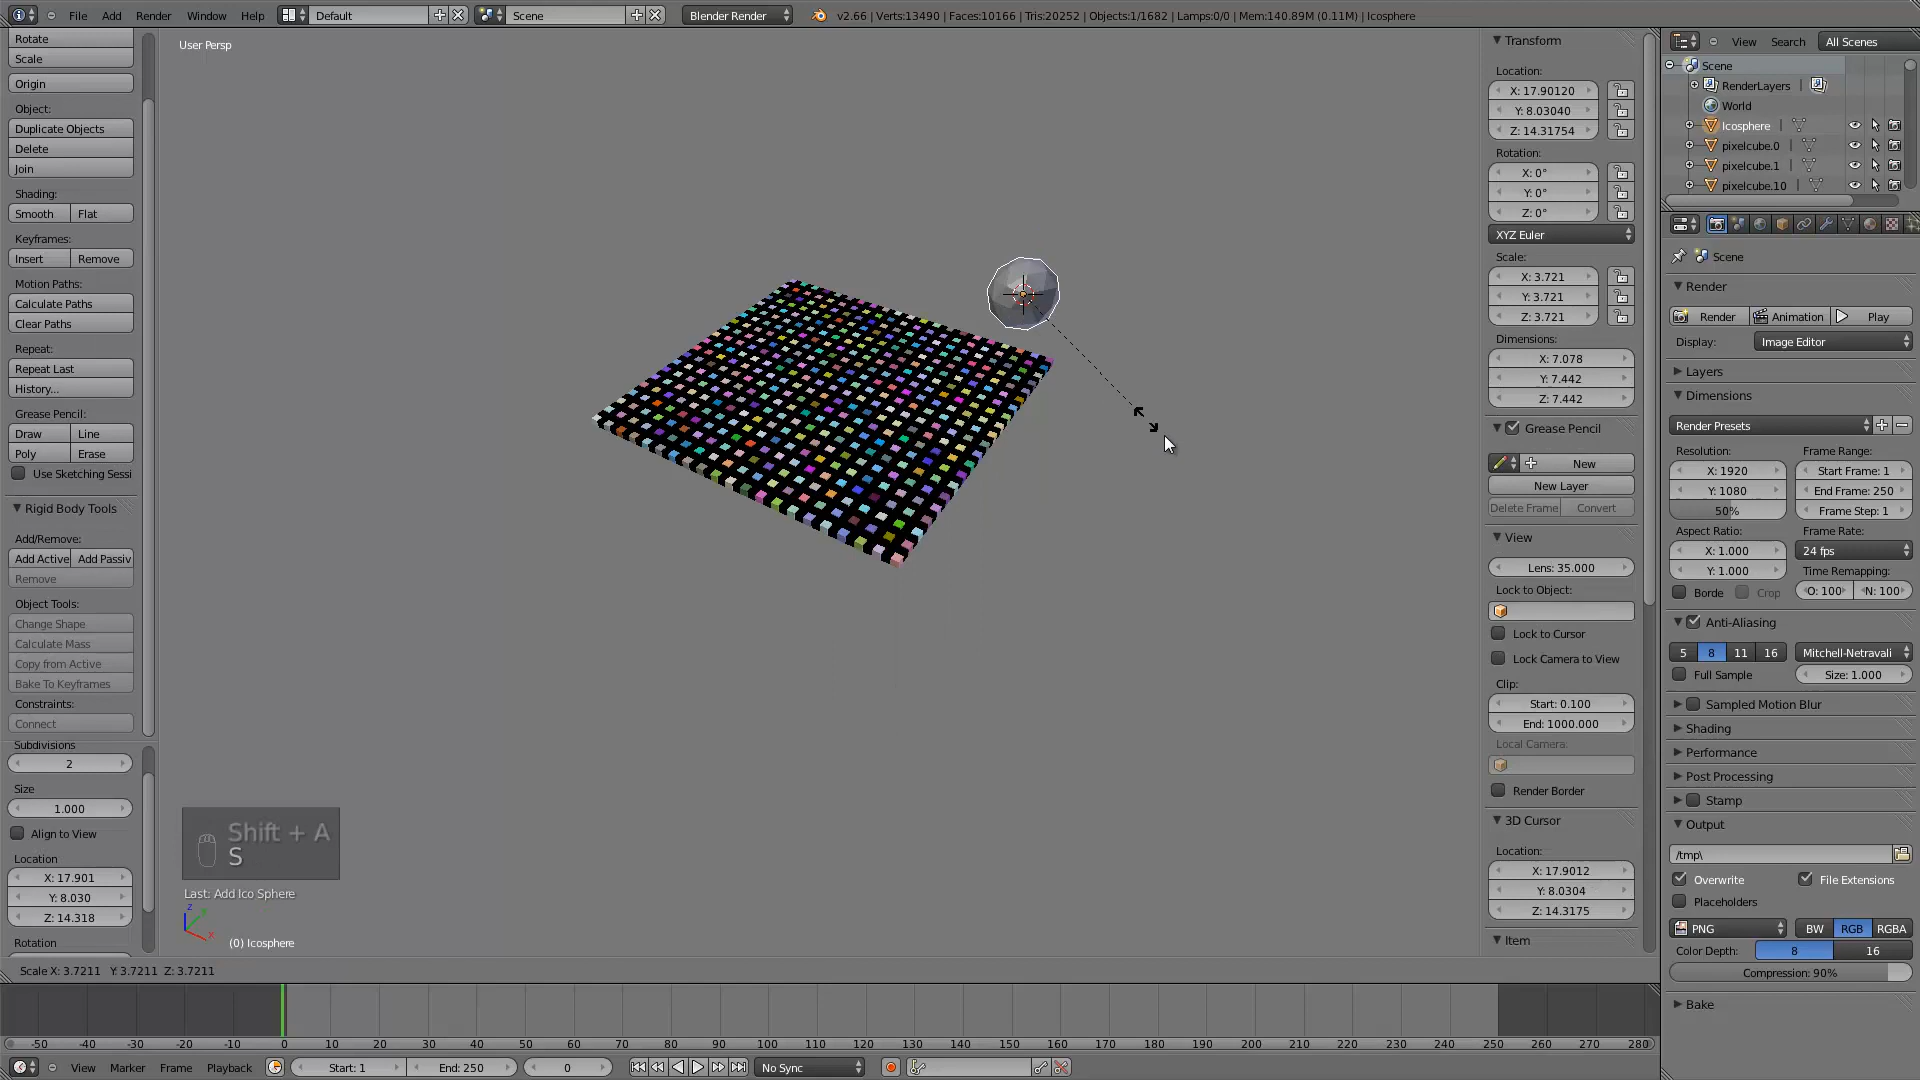 File Add Render Window Help Default Scene Blender Render v2.66 | Verts:13490 | Faces:10166 | Tris:20252 | Objects:1/1682 | Lamps:0/0 | Mem:140.89M (0.11M) | Icosphere
Rotate
Scale
Origin
Object:
Duplicate Objects
Delete
Join
Shading:
Smooth Flat
Keyframes:
Insert Remove
Motion Paths:
Calculate Paths
Clear Paths
Repeat:
Repeat Last
History...
Grease Pencil:
Draw Line
Poly Erase
Use Sketching Sessi
Rigid Body Tools
Add/Remove:
Add Active Add Passiv
Remove
Object Tools:
Change Shape
Calculate Mass
Copy from Active
Bake To Keyframes
Constraints:
Connect
Subdivisions
2
Size
1.000
Align to View
Location
X: 17.901
Y: 8.030
Z: 14.318
Rotation
User Persp
Shift + A
S
Last: Add Ico Sphere
z
y
x
(0) Icosphere
Scale X: 3.7211 Y: 3.7211 Z: 3.7211
Transform
Location:
X: 17.90120
Y: 8.03040
Z: 14.31754
Rotation:
X: 0°
Y: 0°
Z: 0°
XYZ Euler
Scale:
X: 3.721
Y: 3.721
Z: 3.721
Dimensions:
X: 7.078
Y: 7.442
Z: 7.442
Grease Pencil
New
New Layer
Delete Frame Convert
View
Lens: 35.000
Lock to Object:
Lock to Cursor
Lock Camera to View
Clip:
Start: 0.100
End: 1000.000
Local Camera:
Render Border
3D Cursor
Location:
X: 17.9012
Y: 8.0304
Z: 14.3175
Item
View Search All Scenes
Scene
RenderLayers
World
Icosphere
pixelcube.0
pixelcube.1
pixelcube.10
Scene
Render
Render Animation Play
Display: Image Editor
Layers
Dimensions
Render Presets
Resolution: Frame Range:
X: 1920 Start Frame: 1
Y: 1080 End Frame: 250
50% Frame Step: 1
Aspect Ratio: Frame Rate:
X: 1.000 24 fps
Y: 1.000 Time Remapping:
Borde Crop O: 100 N: 100
Anti-Aliasing
5 8 11 16 Mitchell-Netravali
Full Sample Size: 1.000
Sampled Motion Blur
Shading
Performance
Post Processing
Stamp
Output
/tmp\
Overwrite File Extensions
Placeholders
PNG BW RGB RGBA
Color Depth: 8 16
Compression: 90%
Bake
-50 -40 -30 -20 -10 0 10 20 30 40 50 60 70 80 90 100 110 120 130 140 150 160 170 180 190 200 210 220 230 240 250 260 270 280
View Marker Frame Playback Start: 1 End: 250 0 No Sync